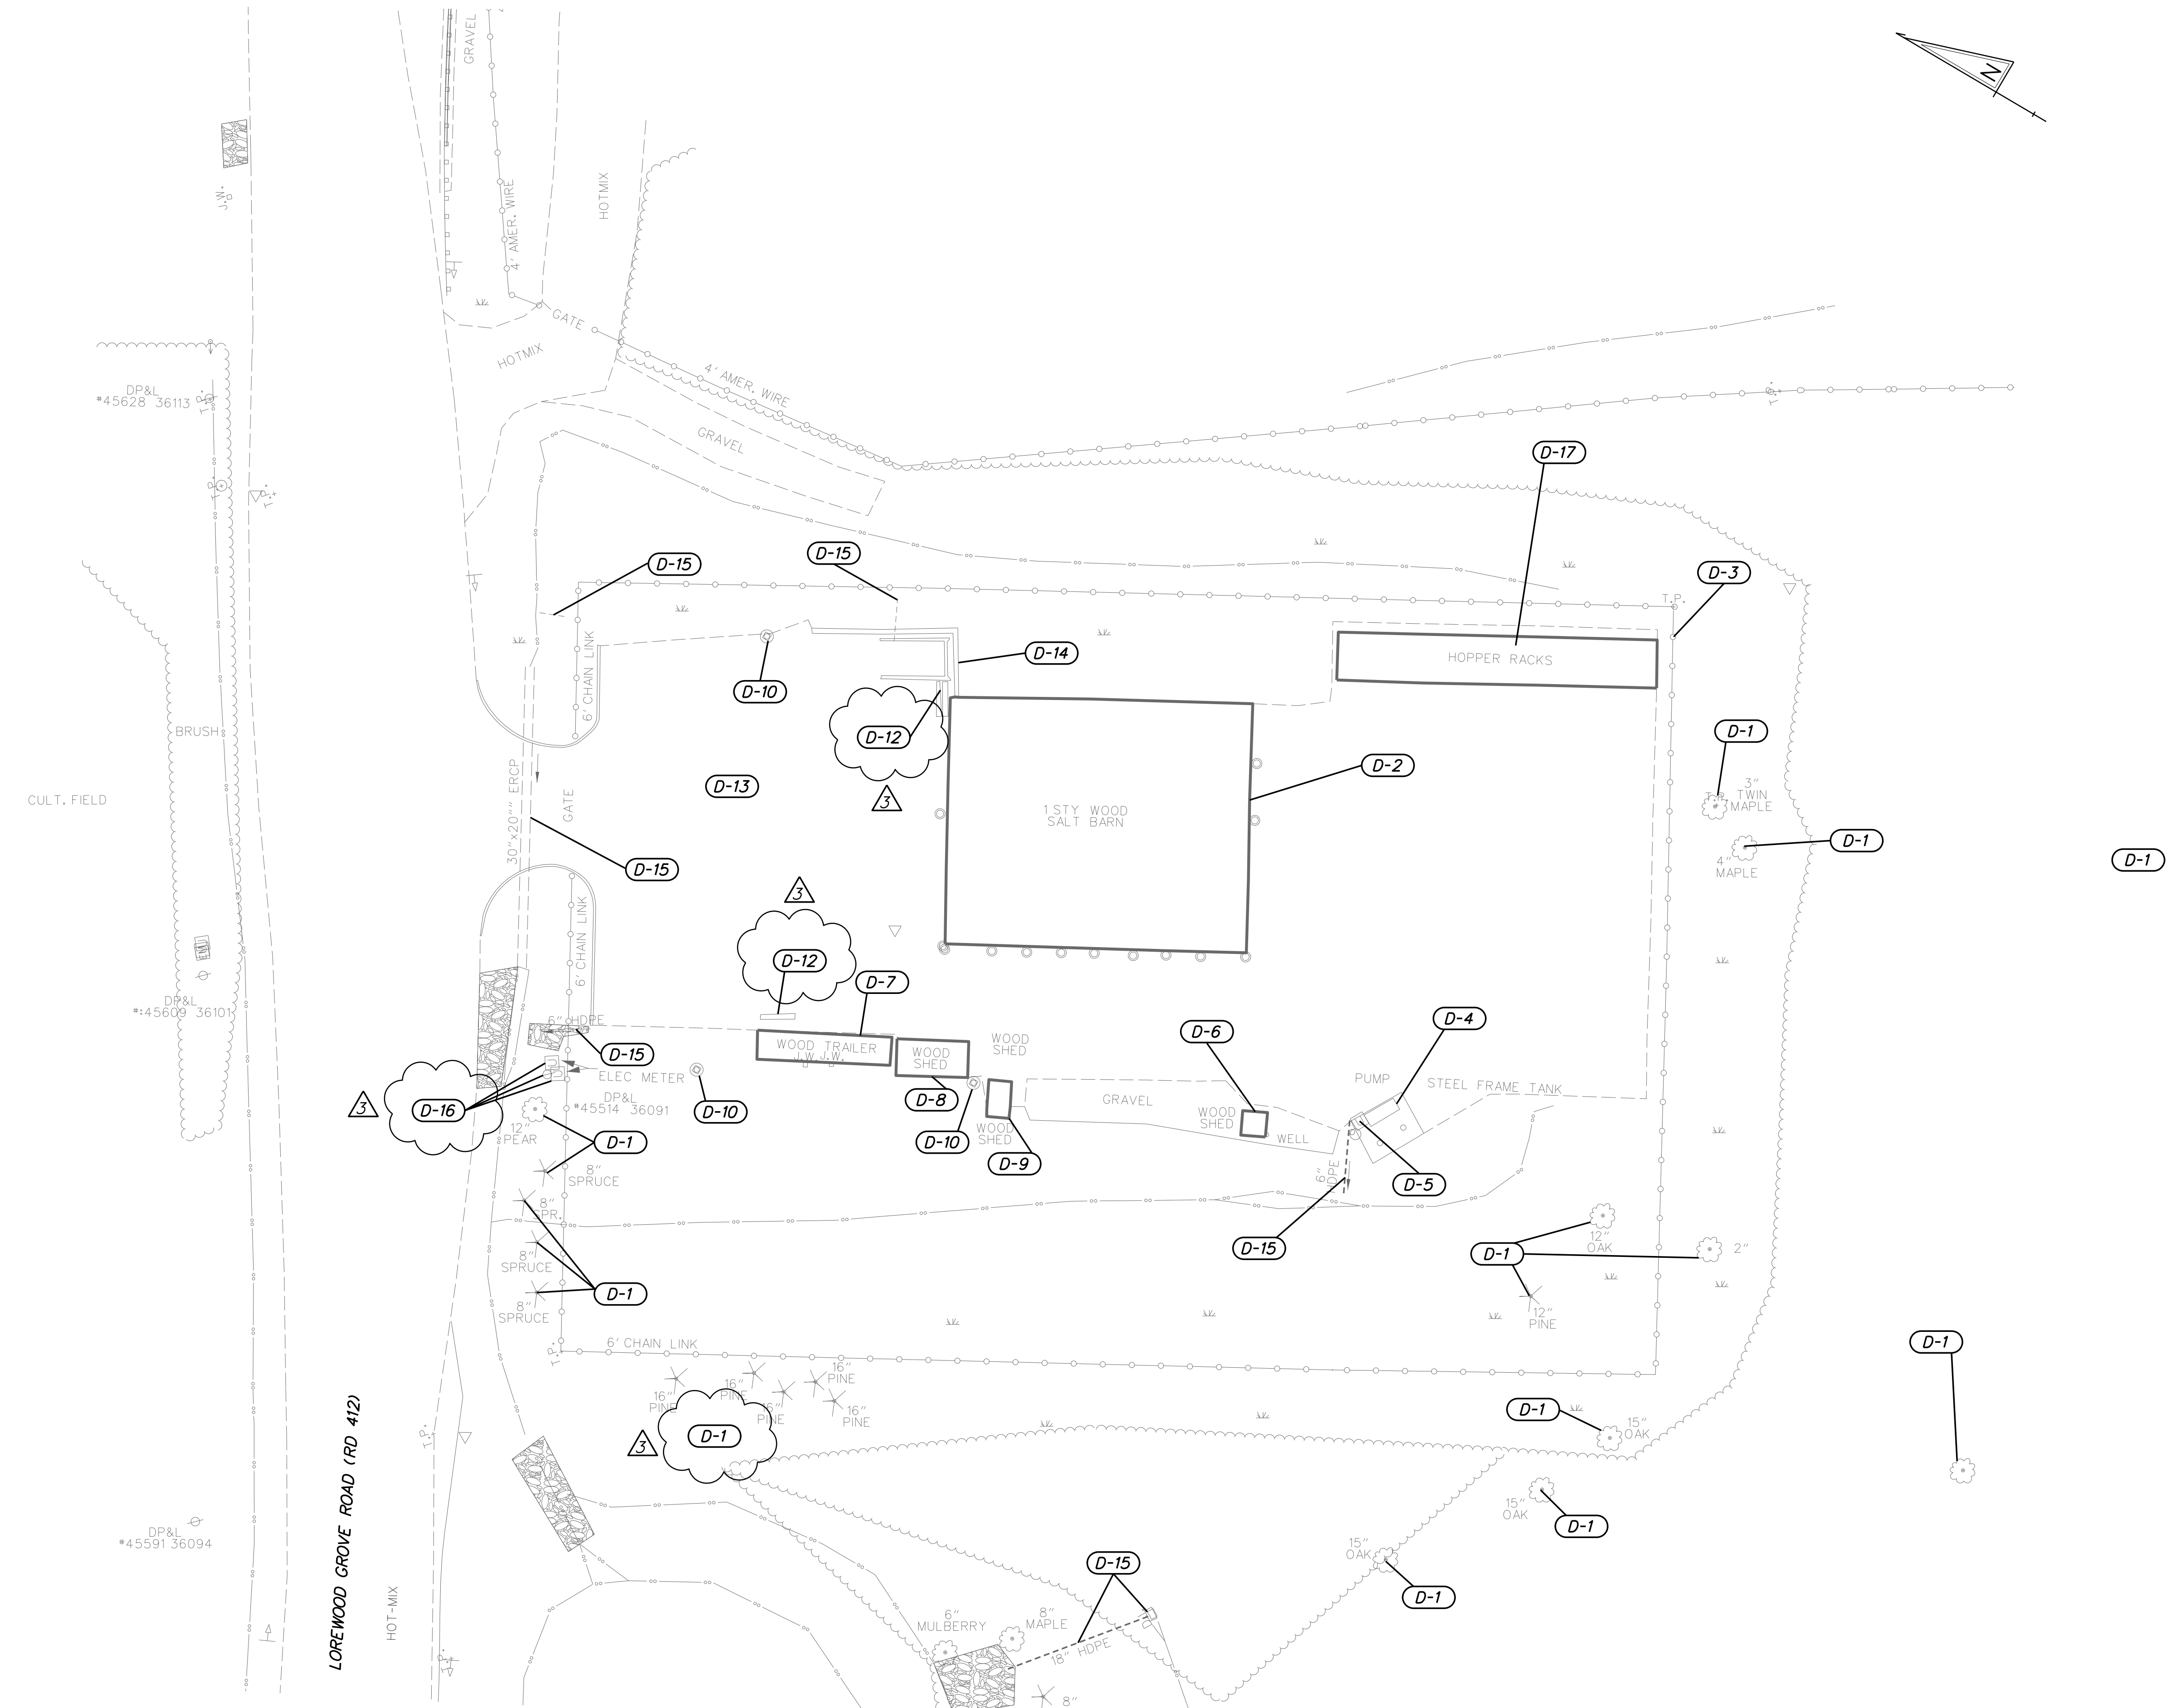 GRAVEL
N
J.W.
HOTMIX
4' AMER. WIRE
GATE
HOTMIX
4' AMER. WIRE
DP&L
#45628 36113
T.P.
T.P.
GRAVEL
D-17
T.P.
T.P.
D-15
D-15
D-3
T.P.
6' CHAIN LINK
D-14
HOPPER RACKS
D-10
BRUSH
D-12
D-1
D-2
30"x20"" ERCP
D-13
3
3"
T.P. TWIN
MAPLE
CULT. FIELD
GATE
1 STY WOOD
SALT BARN
D-1
4"
MAPLE
D-1
D-15
3
6' CHAIN LINK
D-12
D-7
DP&L
#:45609 36101
6" HDPE
D-4
D-6
WOOD TRAILER
J.W J.W.
WOOD
SHED
WOOD
SHED
D-15
ELEC METER
PUMP
STEEL FRAME TANK
3
D-16
DP&L
#45514 36091
D-10
D-8
GRAVEL
WOOD
SHED
WELL
12"
PEAR
D-1
D-10
WOOD
SHED
D-9
8"
SPRUCE
6"
HDPE
D-5
8"
SPR.
8"
SPRUCE
D-15
D-1
12"
OAK
2"
D-1
8"
SPRUCE
12"
PINE
T.P.
6' CHAIN LINK
D-1
16"
PINE
16"
PINE
16"
PINE
16"
PINE
16"
PINE
3
D-1
D-1
15"
OAK
T.P.
LOREWOOD GROVE ROAD (RD 412)
15"
OAK
D-1
DP&L
#45591 36094
15"
OAK
D-1
HOT-MIX
D-15
6"
MULBERRY
8"
MAPLE
18" HDPE
T.P.
8"